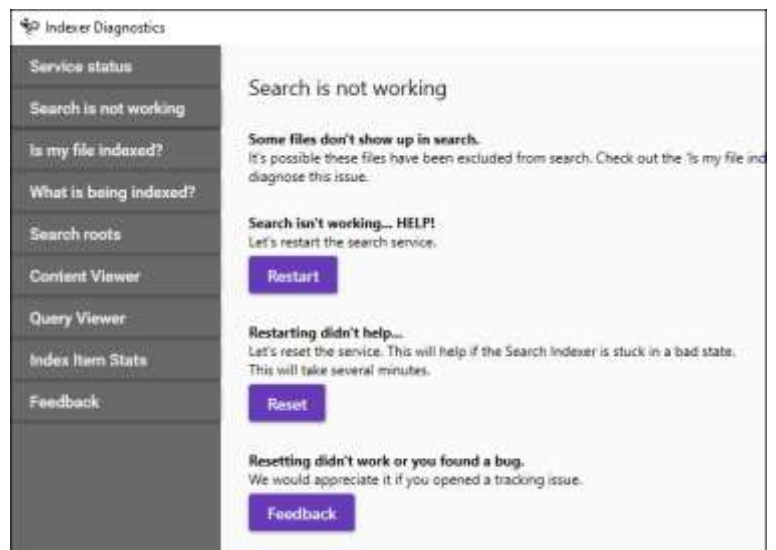 Indexer Diagnostics
Service status
Search is not working
Is my file indexed?
What is being indexed?
Search roots
Content Viewer
Query Viewer
Index Item Stats
Feedback
Search is not working
Some files don't show up in search.
It's possible these files have been excluded from search. Check out the 'Is my file ind
diagnose this issue.
Search isn't working... HELP!
Let's restart the search service.
Restart
Restarting didn't help...
Let's reset the service. This will help if the Search Indexer is stuck in a bad state.
This will take several minutes.
Reset
Resetting didn't work or you found a bug.
We would appreciate it if you opened a tracking issue.
Feedback